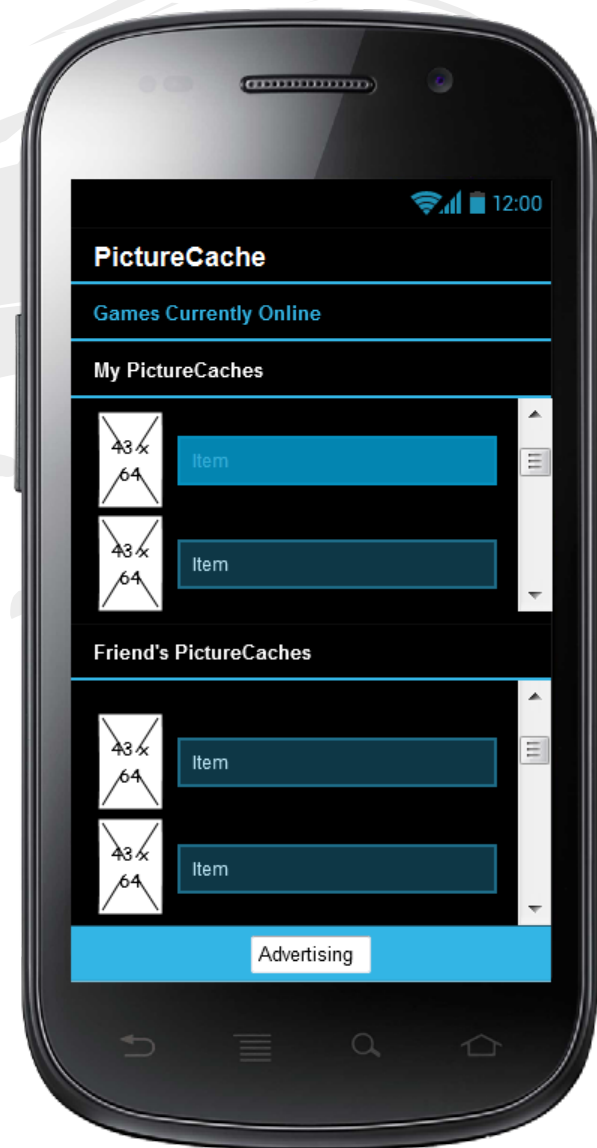 12:00
PictureCache
Games Currently Online
My PictureCaches
43 x
64
Item
43 x
64
Item
Friend's PictureCaches
43 x
64
Item
43 x
64
Item
Advertising